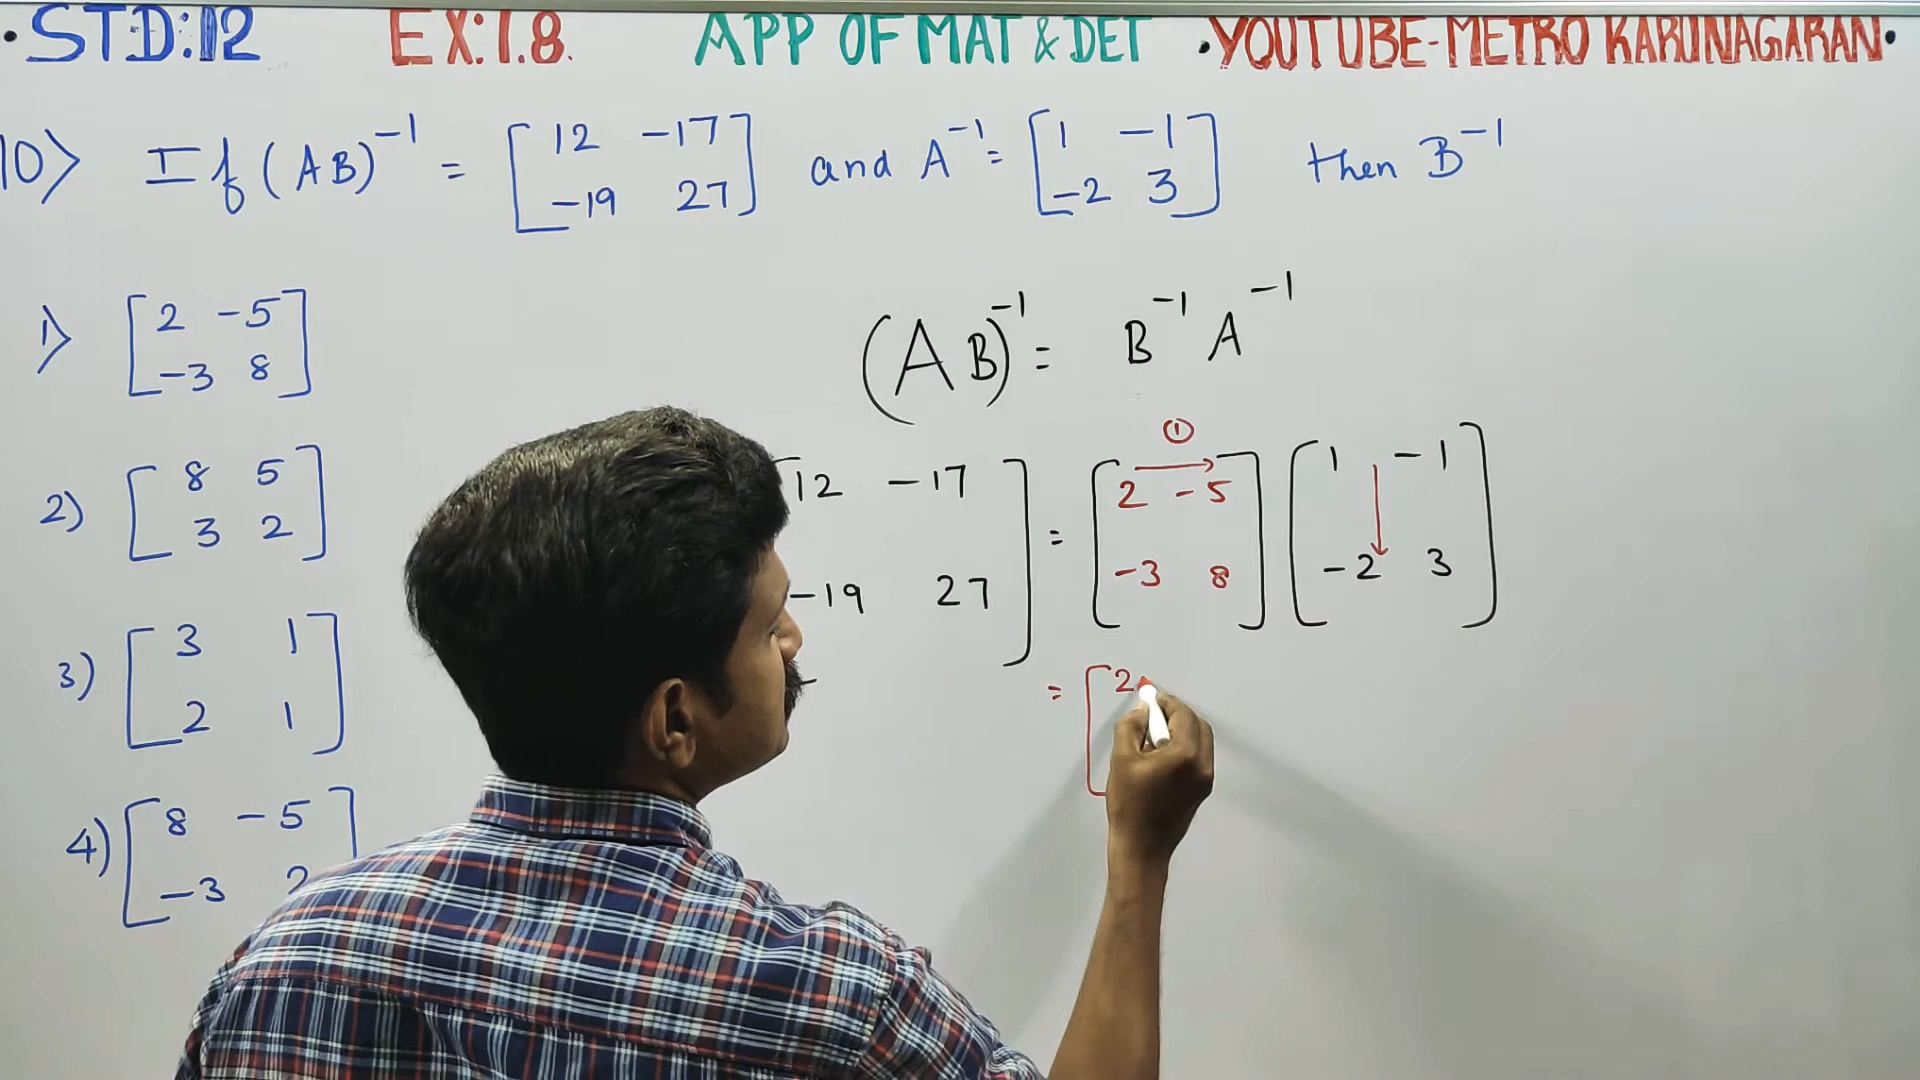 •STD:12 EX:1.8. APP OF MAT & DET •YOUTUBE-METRO KARUNAGARAN•
10> If (AB)^-1 = [12 -17
-19 27] and A^-1 = [1 -1
-2 3] then B^-1
1) [2 -5
-3 8]
2) [8 5
3 2]
3) [3 1
2 1]
4) [8 -5
-3 2]
(AB)^-1 = B^-1 A^-1
①
[12 -17
-19 27] = [2 -5
-3 8] [1 -1
-2 3]
= [2